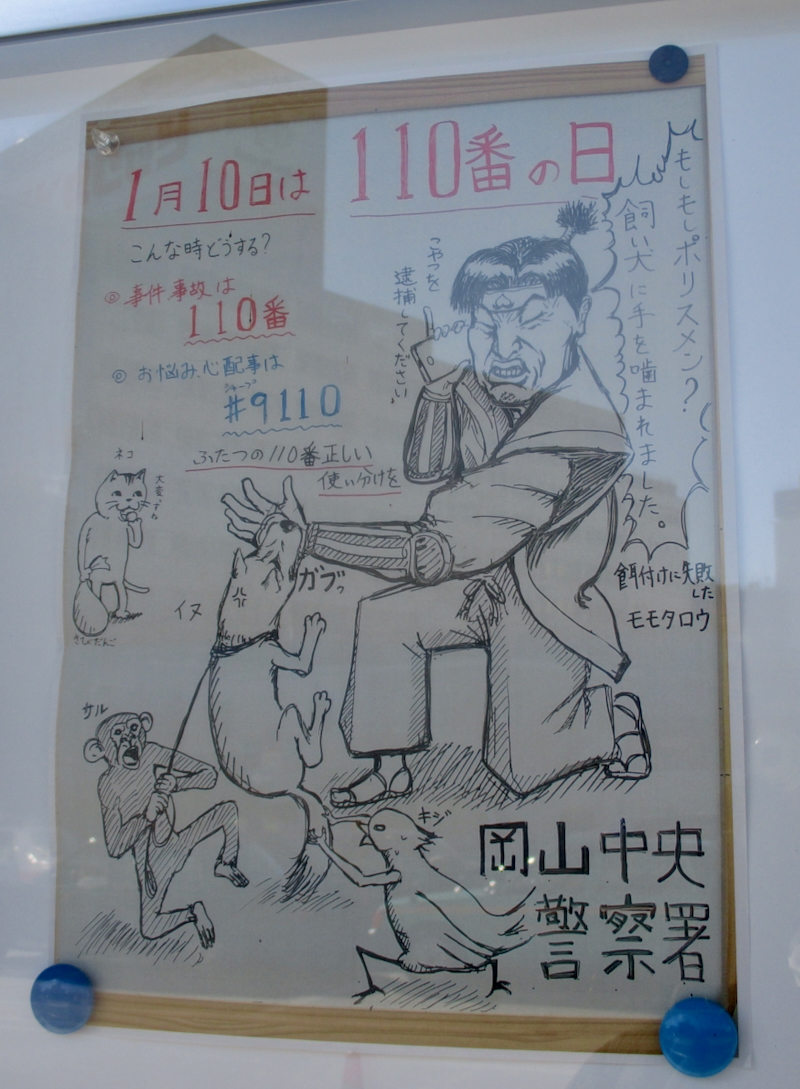 1月10日は 110番の日
こんな時どうする?
◎事件事故は
110番
◎お悩み、心配事は
シャープ
#9110
ふたつの110番正しい
使い分けを
もしもしポリスメン?
飼い犬に手を噛まれました。
こやつを
逮捕してください
餌付けに失敗
した
モモタロウ
ネコ
大変っすね
きびだんご
イヌ
ガブッ
サル
キジ
岡山中央
警察署